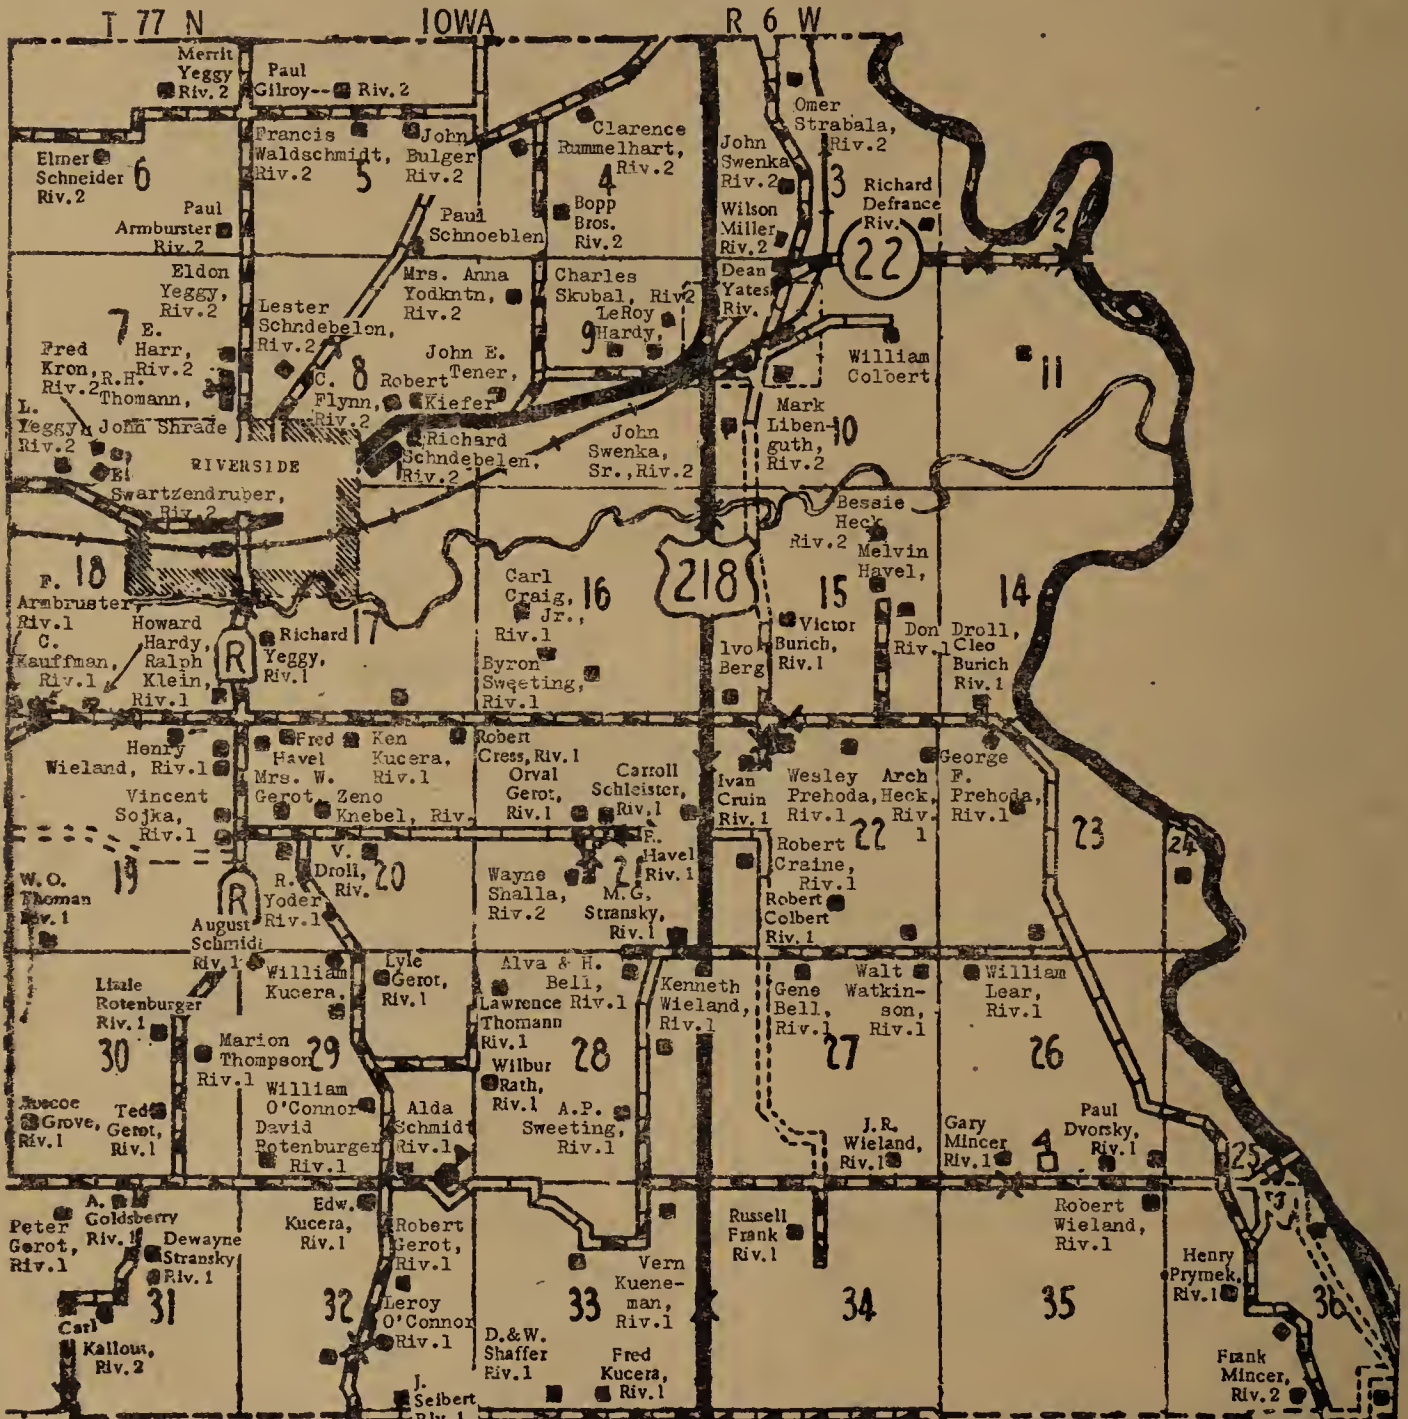 T 77 N IOWA R 6 W
Merrit
Yeggy
Riv. 2
Paul
Gilroy-- Riv. 2
Omer
Strabala,
Riv.2
Elmer
Schneider
Riv.2
6
Francis
Waldschmidt,
Riv.2
5
John
Bulger
Riv.2
Clarence
Rummelhart,
Riv.2
4
John
Swenka
Riv.2
3
Richard
Defrance
Riv.
2
Paul
Armburster
Riv.2
Paul
Schnoeblen
Bopp
Bros.
Riv.2
Wilson
Miller
Riv.2
22
Eldon
Yeggy,
Riv.2
Mrs. Anna
Yodkntn,
Riv.2
Charles
Skubal, Riv2
Dean
Yates
Riv.
7
Lester
Schndebelen,
Riv.2
LeRoy
Hardy,
9
E.
Harr,
Riv.2
Fred
Kron,
Riv.2
R.H.
Thomann,
8
John E.
Tener,
William
Colbert
11
C.
Flynn,
Riv.2
Robert
Kiefer
L.
Yeggy
Riv.2
John Shrade
RIVERSIDE
Richard
Schndebelen,
Riv.2
John
Swenka,
Sr., Riv.2
Mark
Liben-
guth,
Riv.2
10
E.
Swartzendruber,
Riv.2
Bessie
Heck
Riv.2
Melvin
Havel,
218
18
F.
Armbruster,
Riv.1
Carl
Craig,
Jr.,
Riv.1
16
15
14
C.
Kauffman,
Riv.1
Howard
Hardy,
Ralph
Klein,
Riv.1
R
Richard
Yeggy,
Riv.1
17
Byron
Sweeting,
Riv.1
Ivo
Berg
Victor
Burich,
Riv.1
Don Droll,
Riv.1
Cleo
Burich
Riv.1
Henry
Wieland, Riv.1
Fred
Havel
Ken
Kucera,
Riv.1
Robert
Cress, Riv.1
Mrs. W.
Gerot,
Zeno
Knebel, Riv.
Orval
Gerot,
Riv.1
Carroll
Schleister,
Riv.1
Ivan
Cruin
Riv.1
Wesley
Prehoda,
Riv.1
Arch
Heck,
Riv.
1
George
F.
Prehoda,
Riv.1
Vincent
Sojka,
Riv.1
19
22
23
24
W.O.
Thoman
Riv.1
R
R.
Yoder
Riv.1
V.
Droll,
Riv.
20
Wayne
Shalla,
Riv.2
21
F.
Havel
Riv.1
M.G.
Stransky,
Riv.1
Robert
Craine,
Riv.1
Robert
Colbert
Riv.1
August
Schmidt
Riv.1
William
Kucera,
Lyle
Gerot,
Riv.1
Alva & H.
Bell,
Riv.1
Kenneth
Wieland,
Riv.1
Gene
Bell,
Riv.1
Walt
Watkin-
son,
Riv.1
William
Lear,
Riv.1
Lizzie
Rotenburger
Riv.1
Lawrence
Thomann
Riv.1
30
Marion
Thompson
Riv.1
29
28
27
26
Wilbur
Rath,
Riv.1
Roscoe
Grove,
Riv.1
Ted
Gerot,
Riv.1
William
O'Connor
David
Rotenburger
Riv.1
Alda
Schmidt
Riv.1
A.P.
Sweeting,
Riv.1
J.R.
Wieland,
Riv.1
Gary
Mincer
Riv.1
Paul
Dvorsky,
Riv.1
25
Peter
Gerot,
Riv.1
A.
Goldsberry
Riv.1
Edw.
Kucera,
Riv.1
Robert
Gerot,
Riv.1
Russell
Frank
Riv.1
Robert
Wieland,
Riv.1
Dewayne
Stransky
Riv.1
Vern
Kuene-
man,
Riv.1
Henry
Prymek,
Riv.1
31
32
33
34
35
36
Carl
Kallous,
Riv.2
Leroy
O'Connor
Riv.1
D.&W.
Shaffer
Riv.1
Fred
Kucera,
Riv.1
Frank
Mincer,
Riv.2
J.
Seibert
Riv.1